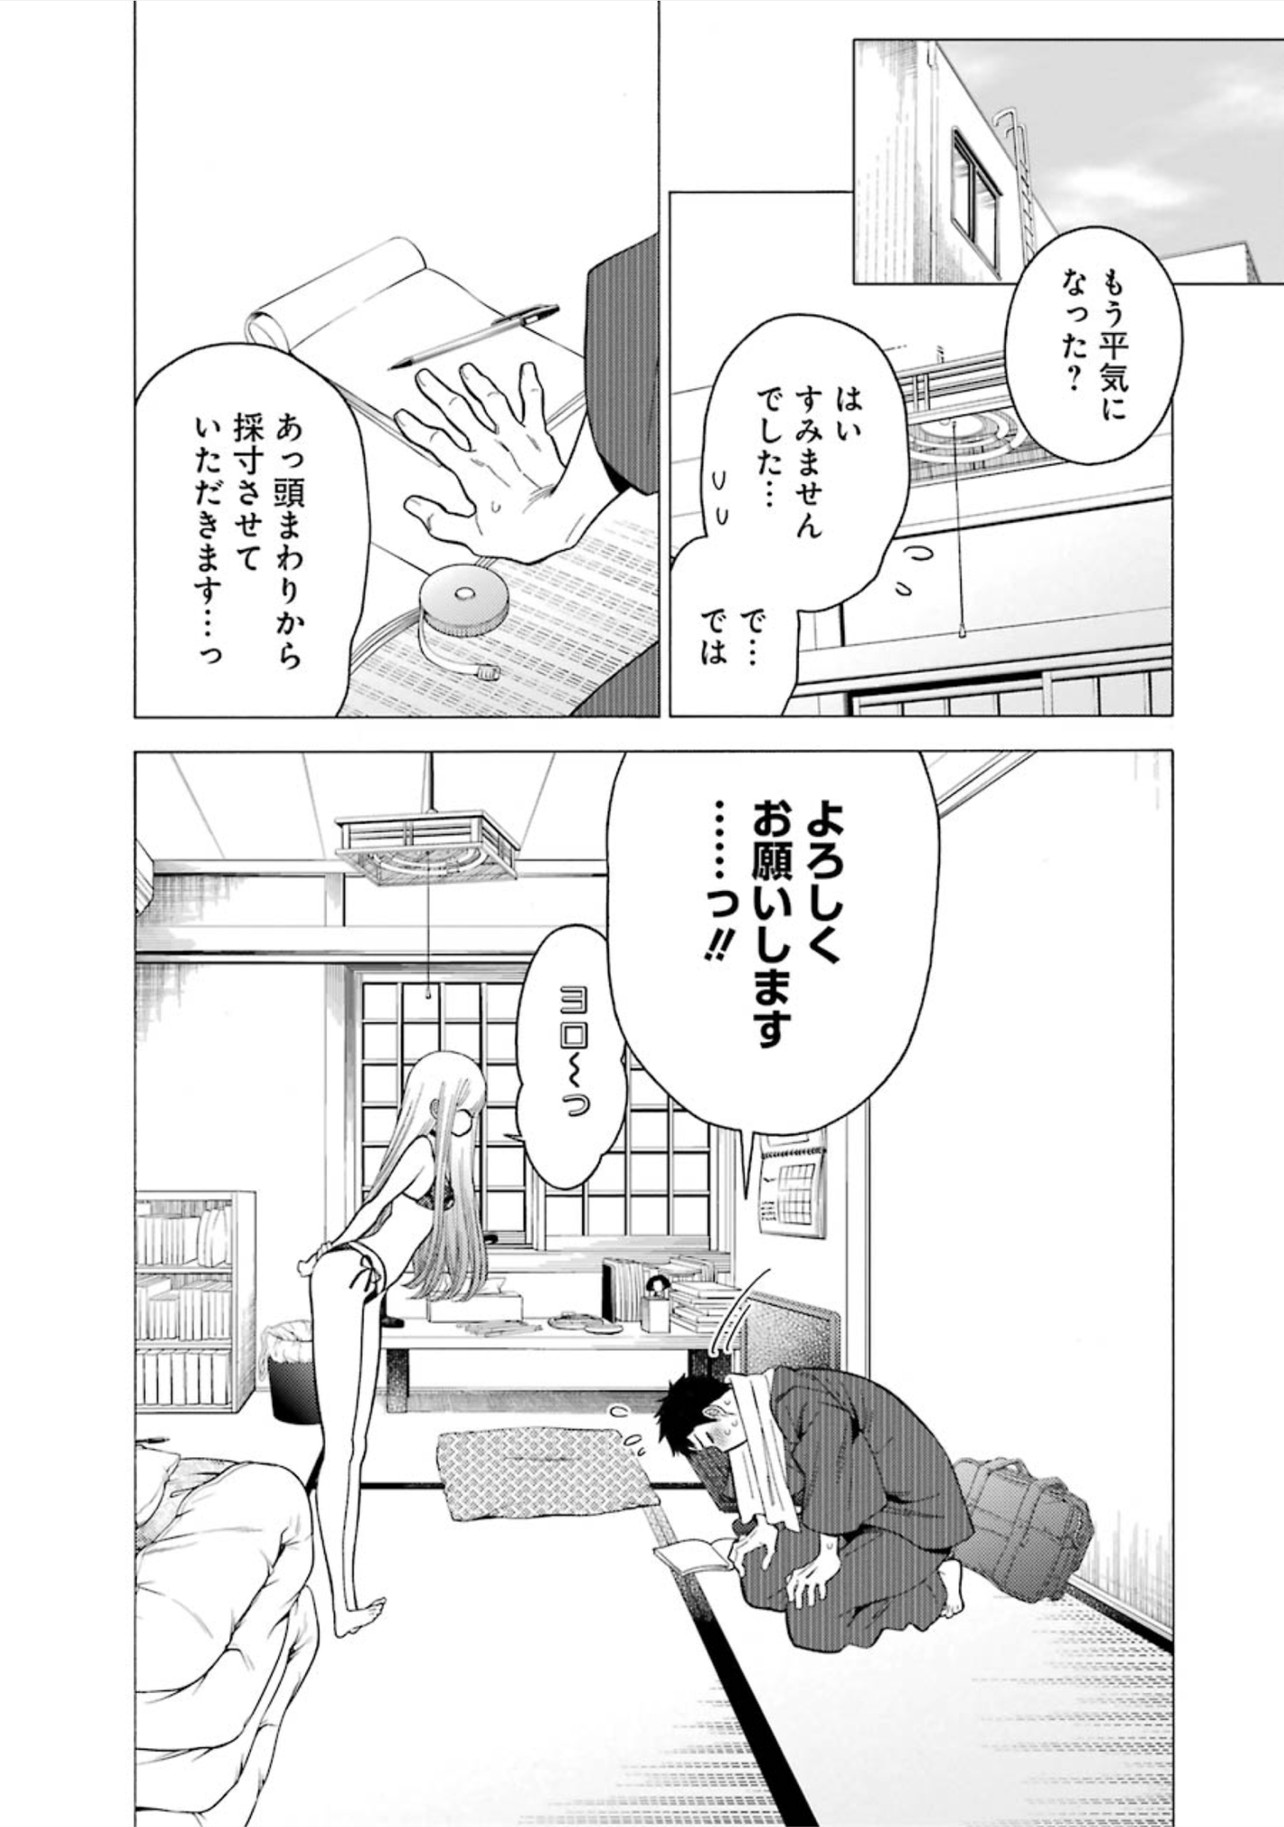 もう平気に
なった?
はい
すみません
でした…
で…
では
あっ頭まわりから
採寸させて
いただきます…っ
よろしく
お願いします
……っ!!
ヨロ〜っ